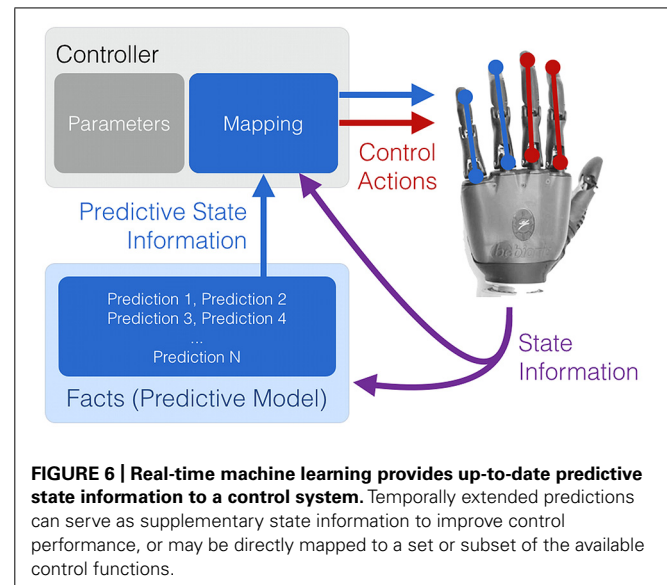 Controller
Parameters
Mapping
Control
Actions
Predictive State
Information
Prediction 1, Prediction 2
Prediction 3, Prediction 4
...
Prediction N
Facts (Predictive Model)
State
Information
FIGURE 6 | Real-time machine learning provides up-to-date predictive
state information to a control system. Temporally extended predictions
can serve as supplementary state information to improve control
performance, or may be directly mapped to a set or subset of the available
control functions.